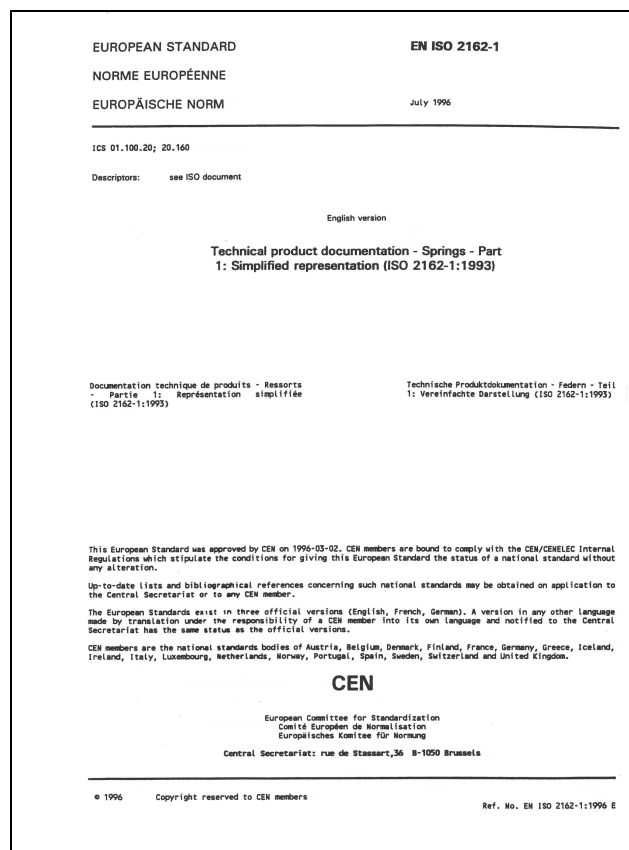 EUROPEAN STANDARD
EN ISO 2162-1
NORME EUROPÉENNE
EUROPÄISCHE NORM
July 1996
ICS 01.100.20; 20.160
Descriptors: see ISO document
English version
Technical product documentation - Springs - Part
1: Simplified representation (ISO 2162-1:1993)
Documentation technique de produits - Ressorts
- Partie 1: Représentation simplifiée
(ISO 2162-1:1993)
Technische Produktdokumentation - Federn - Teil
1: Vereinfachte Darstellung (ISO 2162-1:1993)
This European Standard was approved by CEN on 1996-03-02. CEN members are bound to comply with the CEN/CENELEC Internal
Regulations which stipulate the conditions for giving this European Standard the status of a national standard without
any alteration.
Up-to-date lists and bibliographical references concerning such national standards may be obtained on application to
the Central Secretariat or to any CEN member.
The European Standards exist in three official versions (English, French, German). A version in any other language
made by translation under the responsibility of a CEN member into its own language and notified to the Central
Secretariat has the same status as the official versions.
CEN members are the national standards bodies of Austria, Belgium, Denmark, Finland, France, Germany, Greece, Iceland,
Ireland, Italy, Luxembourg, Netherlands, Norway, Portugal, Spain, Sweden, Switzerland and United Kingdom.
CEN
European Committee for Standardization
Comité Européen de Normalisation
Europäisches Komitee für Normung
Central Secretariat: rue de Stassart,36 B-1050 Brussels
© 1996 Copyright reserved to CEN members
Ref. No. EN ISO 2162-1:1996 E